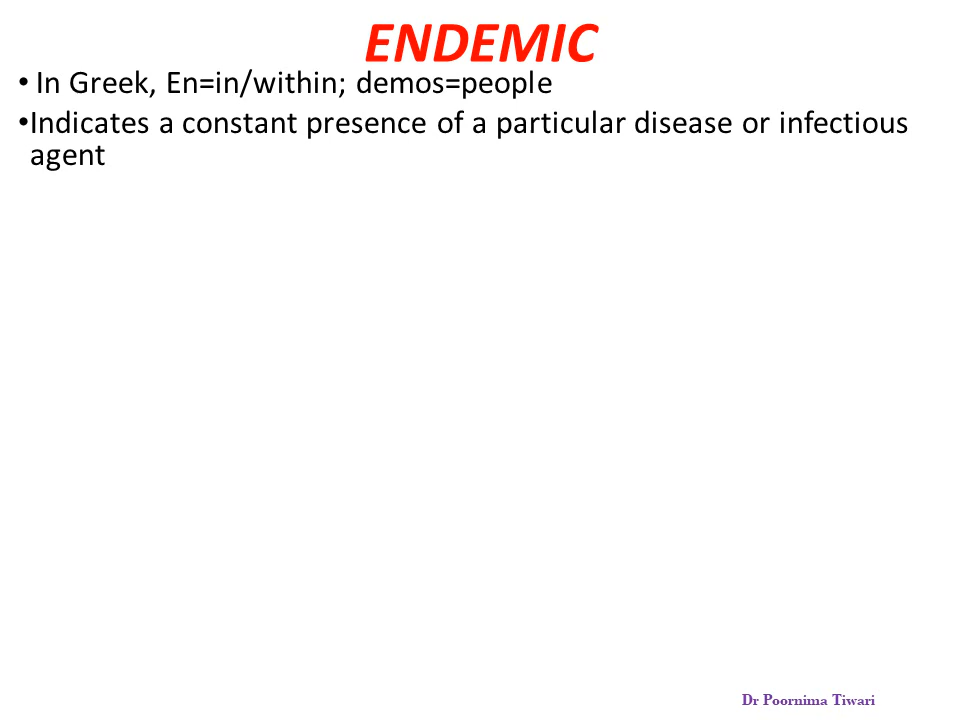 ENDEMIC
• In Greek, En=in/within; demos=people
•Indicates a constant presence of a particular disease or infectious
agent
Dr Poornima Tiwari